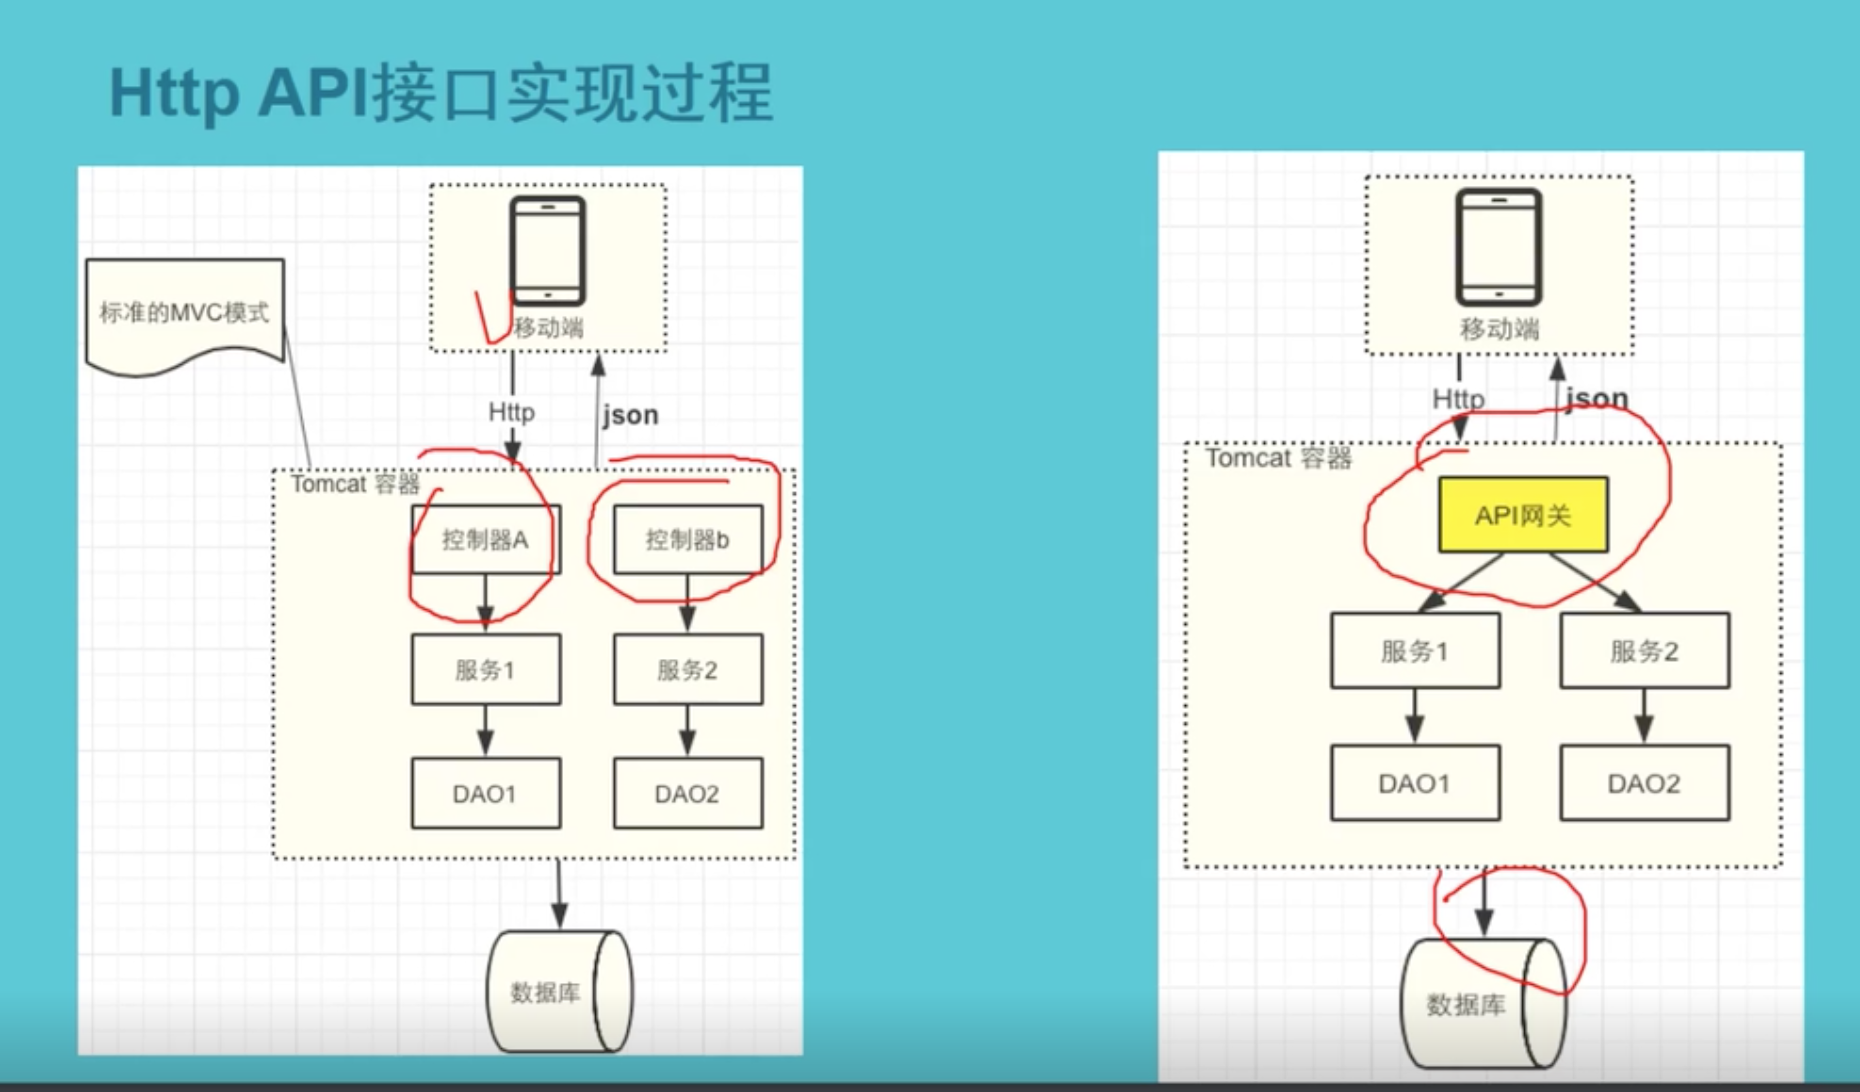 Http API接口实现过程
标准的MVC模式
移动端
Http
json
Tomcat 容器
控制器A
控制器b
服务1
服务2
DAO1
DAO2
数据库
移动端
Http
json
Tomcat 容器
API网关
服务1
服务2
DAO1
DAO2
数据库